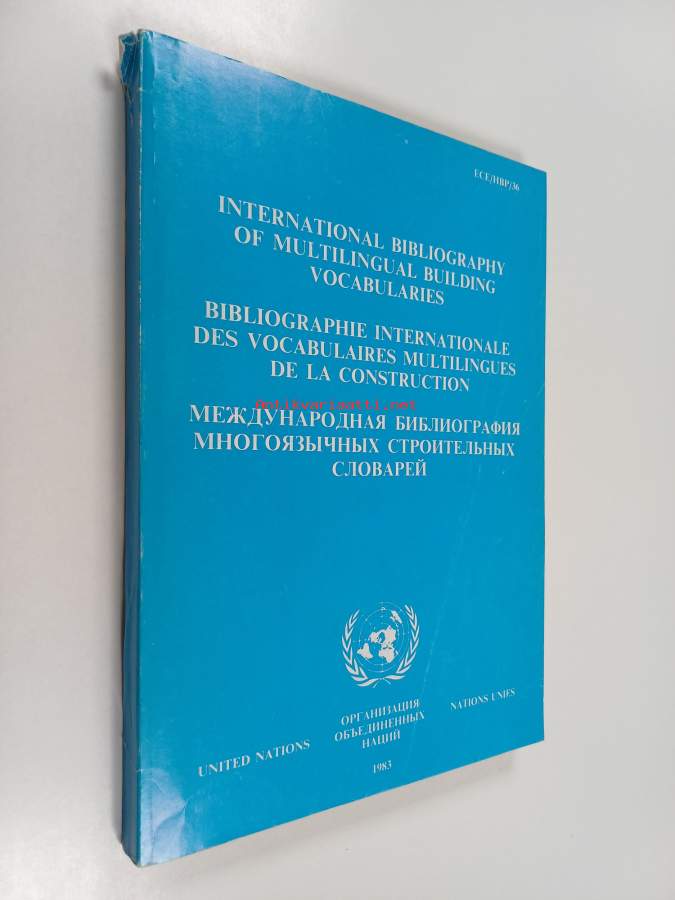 ECE/HBP/36
INTERNATIONAL BIBLIOGRAPHY
OF MULTILINGUAL BUILDING
VOCABULARIES
BIBLIOGRAPHIE INTERNATIONALE
DES VOCABULAIRES MULTILINGUES
DE LA CONSTRUCTION
antikvariaatti.net
МЕЖДУНАРОДНАЯ БИБЛИОГРАФИЯ
МНОГОЯЗЫЧНЫХ СТРОИТЕЛЬНЫХ
СЛОВАРЕЙ
UNITED NATIONS
ОРГАНИЗАЦИЯ
ОБЪЕДИНЕННЫХ
НАЦИЙ
NATIONS UNIES
1983